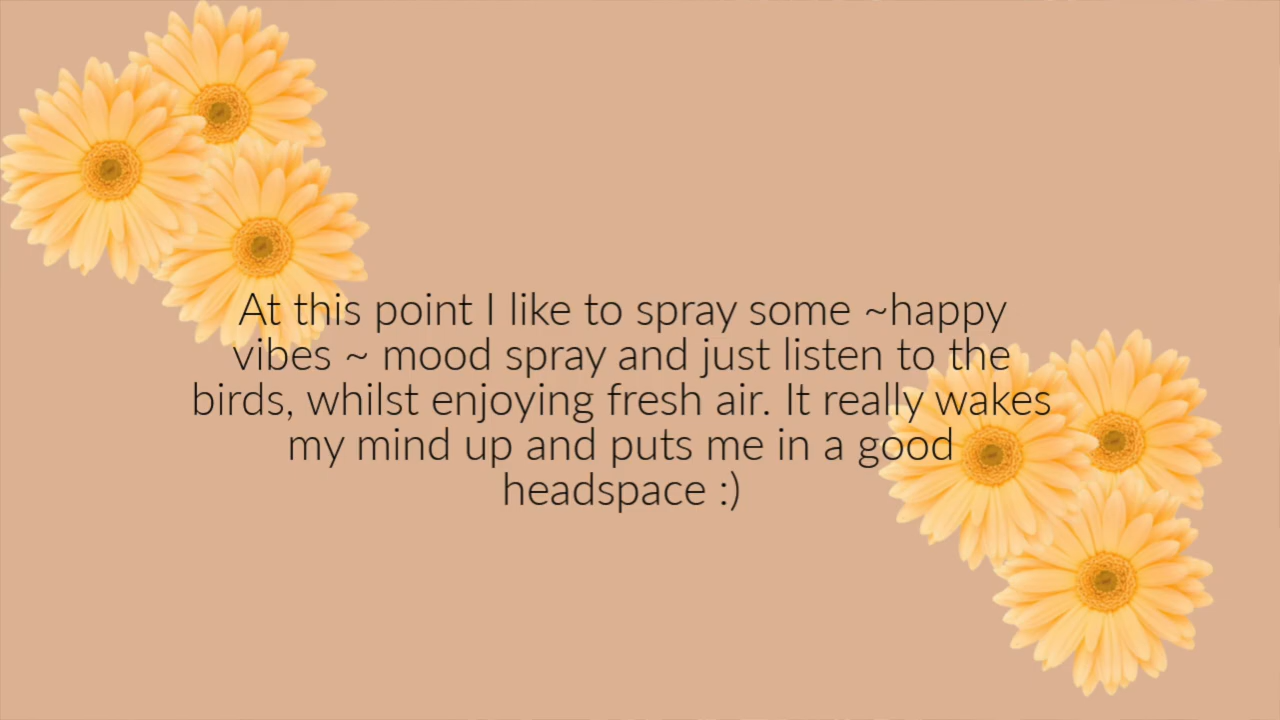 At this point I like to spray some ~happy
vibes ~ mood spray and just listen to the
birds, whilst enjoying fresh air. It really wakes
my mind up and puts me in a good
headspace :)